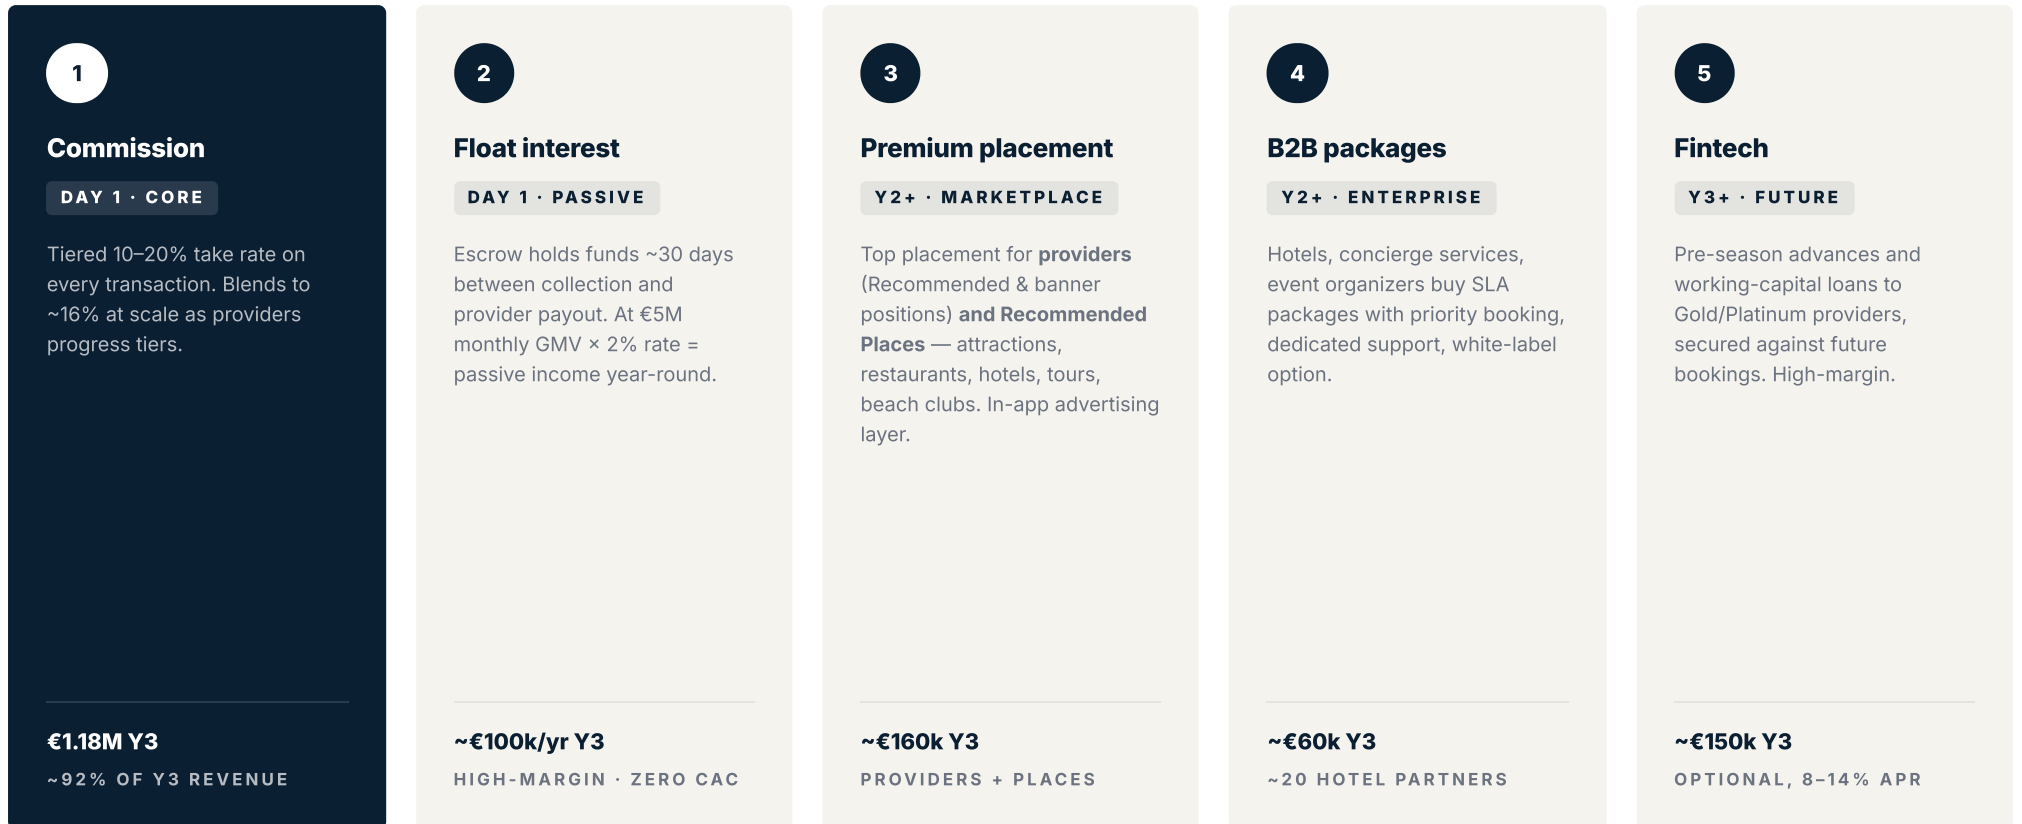 1
Commission
DAY 1 · CORE
Tiered 10–20% take rate on
every transaction. Blends to
~16% at scale as providers
progress tiers.
€1.18M Y3
~92% OF Y3 REVENUE
2
Float interest
DAY 1 · PASSIVE
Escrow holds funds ~30 days
between collection and
provider payout. At €5M
monthly GMV × 2% rate =
passive income year-round.
~€100k/yr Y3
HIGH-MARGIN · ZERO CAC
3
Premium placement
Y2+ · MARKETPLACE
Top placement for providers
(Recommended & banner
positions) and Recommended
Places — attractions,
restaurants, hotels, tours,
beach clubs. In-app advertising
layer.
~€160k Y3
PROVIDERS + PLACES
4
B2B packages
Y2+ · ENTERPRISE
Hotels, concierge services,
event organizers buy SLA
packages with priority booking,
dedicated support, white-label
option.
~€60k Y3
~20 HOTEL PARTNERS
5
Fintech
Y3+ · FUTURE
Pre-season advances and
working-capital loans to
Gold/Platinum providers,
secured against future
bookings. High-margin.
~€150k Y3
OPTIONAL, 8–14% APR